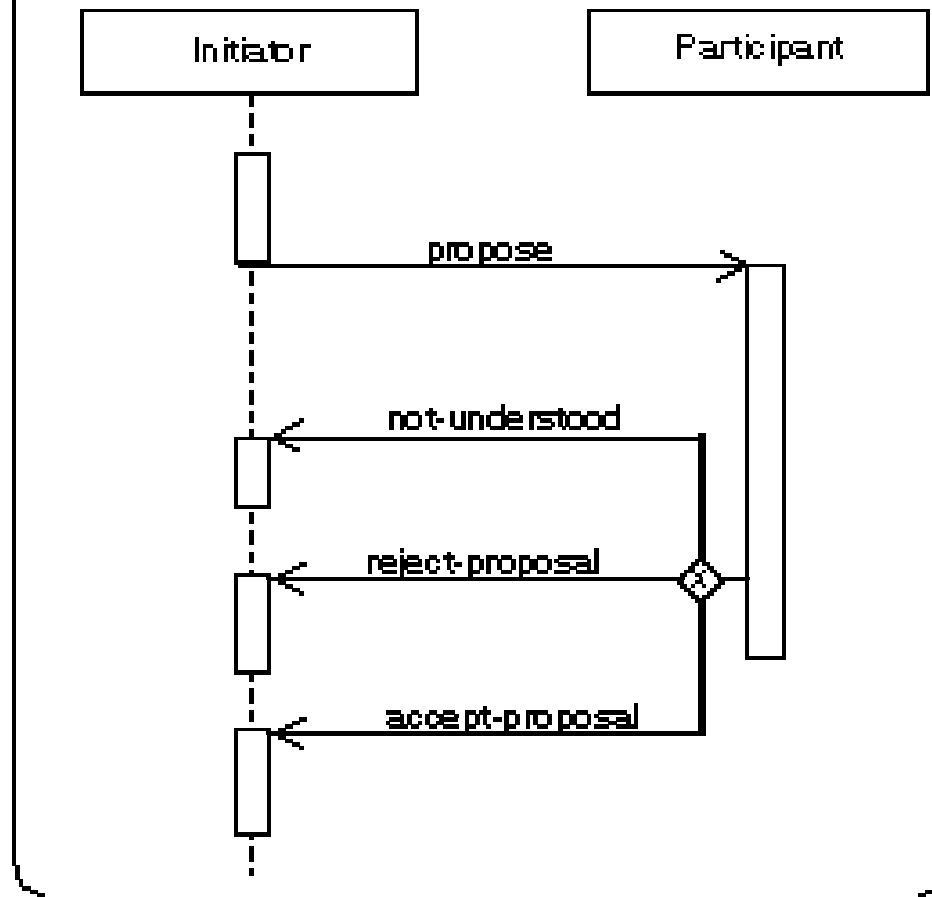 Initiator
Participant
propose
not-understood
reject-proposal
x
accept-proposal